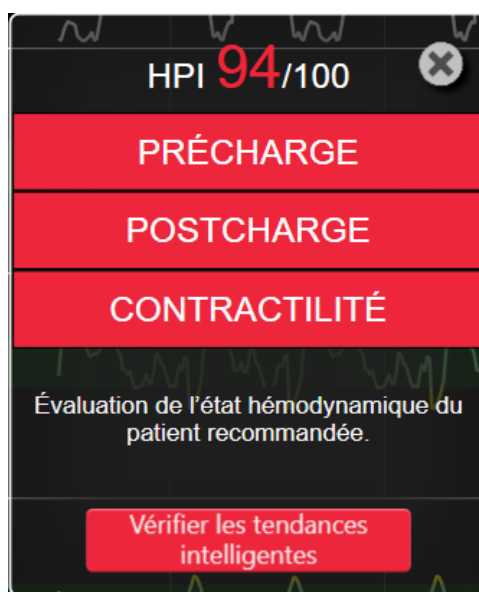 HPI 94/100
PRÉCHARGE
POSTCHARGE
CONTRACTILITÉ
Évaluation de l’état hémodynamique du
patient recommandée.
Vérifier les tendances
intelligentes